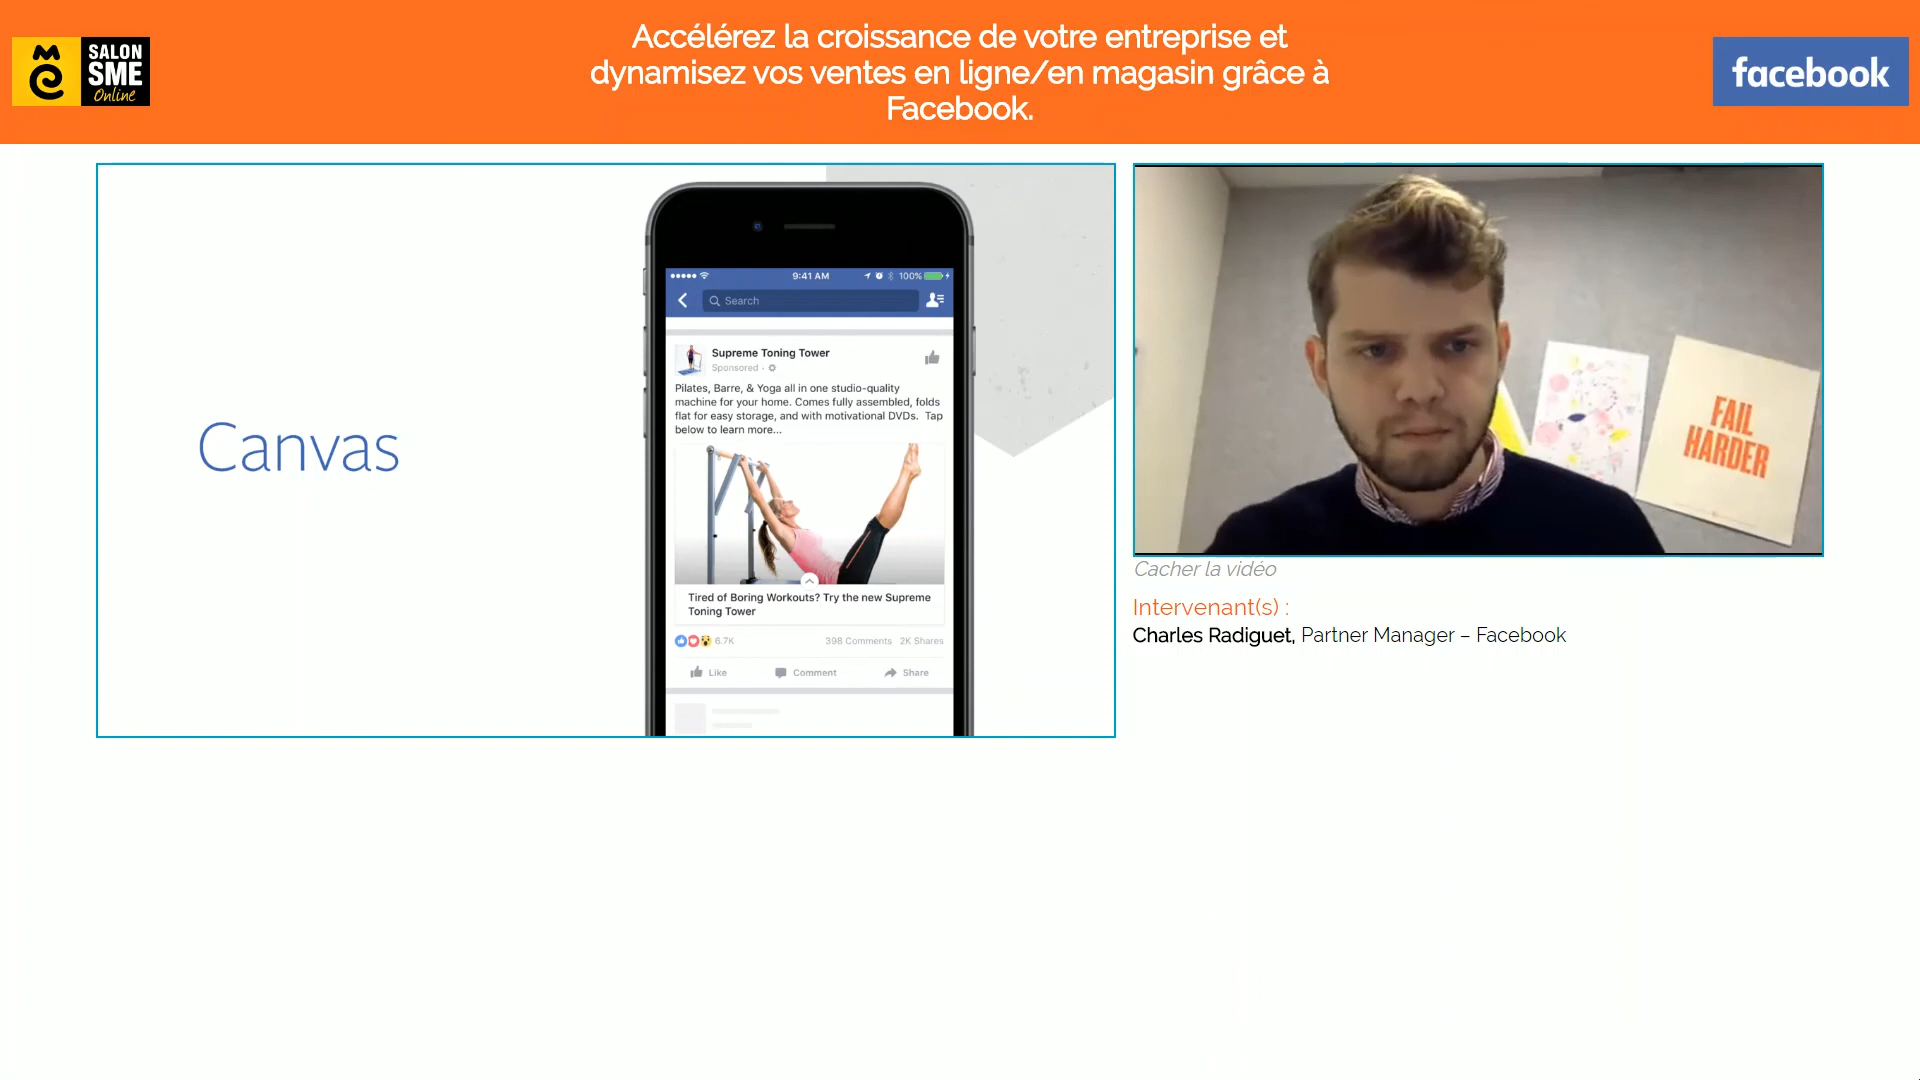 Accélérez la croissance de votre entreprise et
dynamisez vos ventes en ligne/en magasin grâce à
Facebook.
SALON
SME
Online
facebook
Canvas
9:41 AM
100%
Search
Supreme Toning Tower
Sponsored
Pilates, Barre, & Yoga all in one studio-quality
machine for your home. Comes fully assembled, folds
flat for easy storage, and with motivational DVDs. Tap
below to learn more...
Tired of Boring Workouts? Try the new Supreme
Toning Tower
6.7K
398 Comments 2K Shares
Like Comment Share
FAIL
HARDER
Cacher la vidéo
Intervenant(s) :
Charles Radiguet, Partner Manager – Facebook